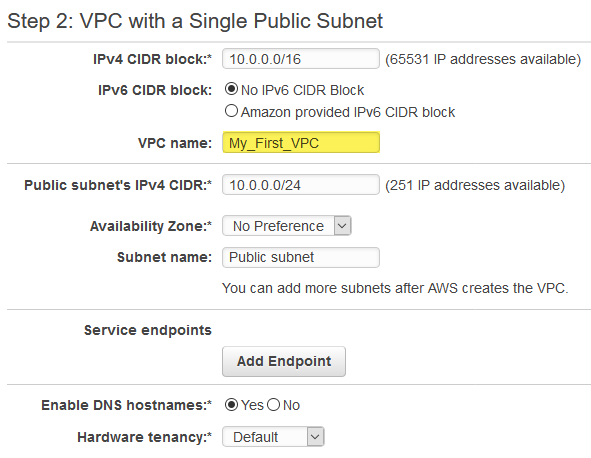 Step 2: VPC with a Single Public Subnet
IPv4 CIDR block:* 10.0.0.0/16 (65531 IP addresses available)
IPv6 CIDR block: No IPv6 CIDR Block
Amazon provided IPv6 CIDR block
VPC name: My_First_VPC
Public subnet's IPv4 CIDR:* 10.0.0.0/24 (251 IP addresses available)
Availability Zone:* No Preference
Subnet name: Public subnet
You can add more subnets after AWS creates the VPC.
Service endpoints
Add Endpoint
Enable DNS hostnames:* Yes No
Hardware tenancy:* Default